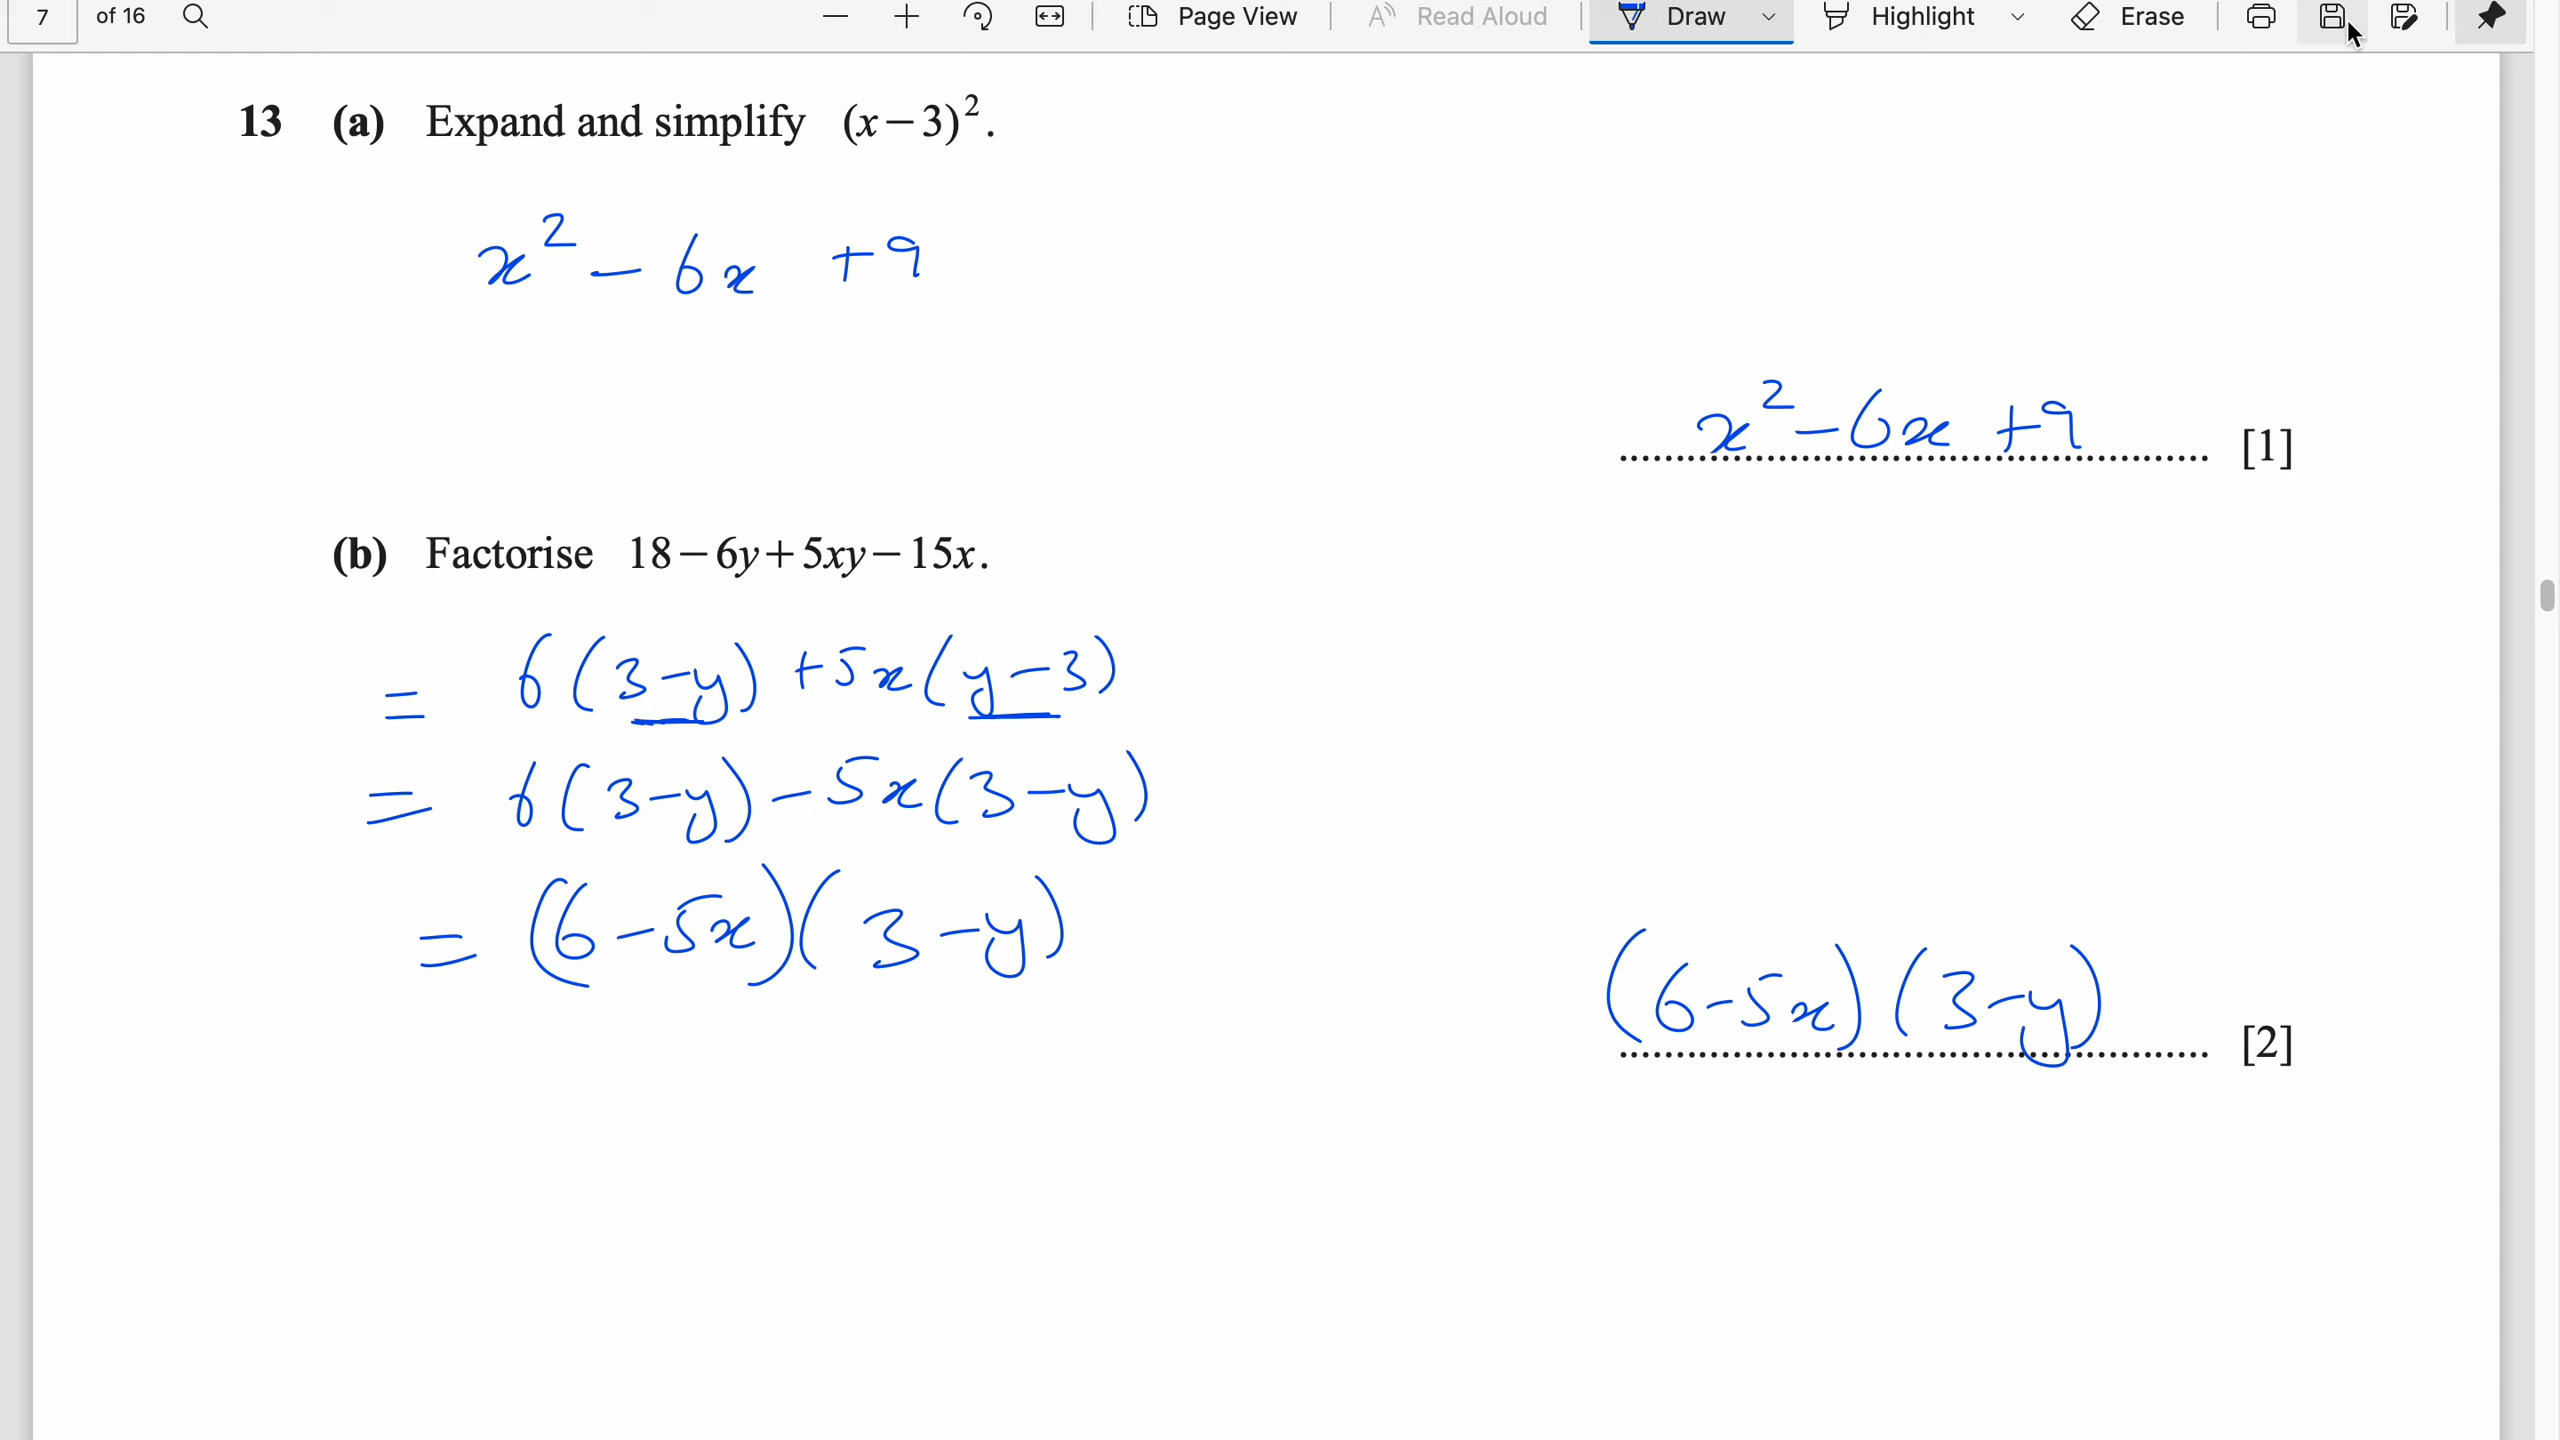 7 of 16 Page View Read Aloud Draw Highlight Erase
13 (a) Expand and simplify (x−3)².
x² − 6x +9
x² −6x +9 [1]
(b) Factorise 18−6y+5xy−15x.
= 6(3−y) +5x(y−3)
= 6(3−y) −5x(3−y)
= (6−5x)(3−y)
(6−5x)(3−y) [2]